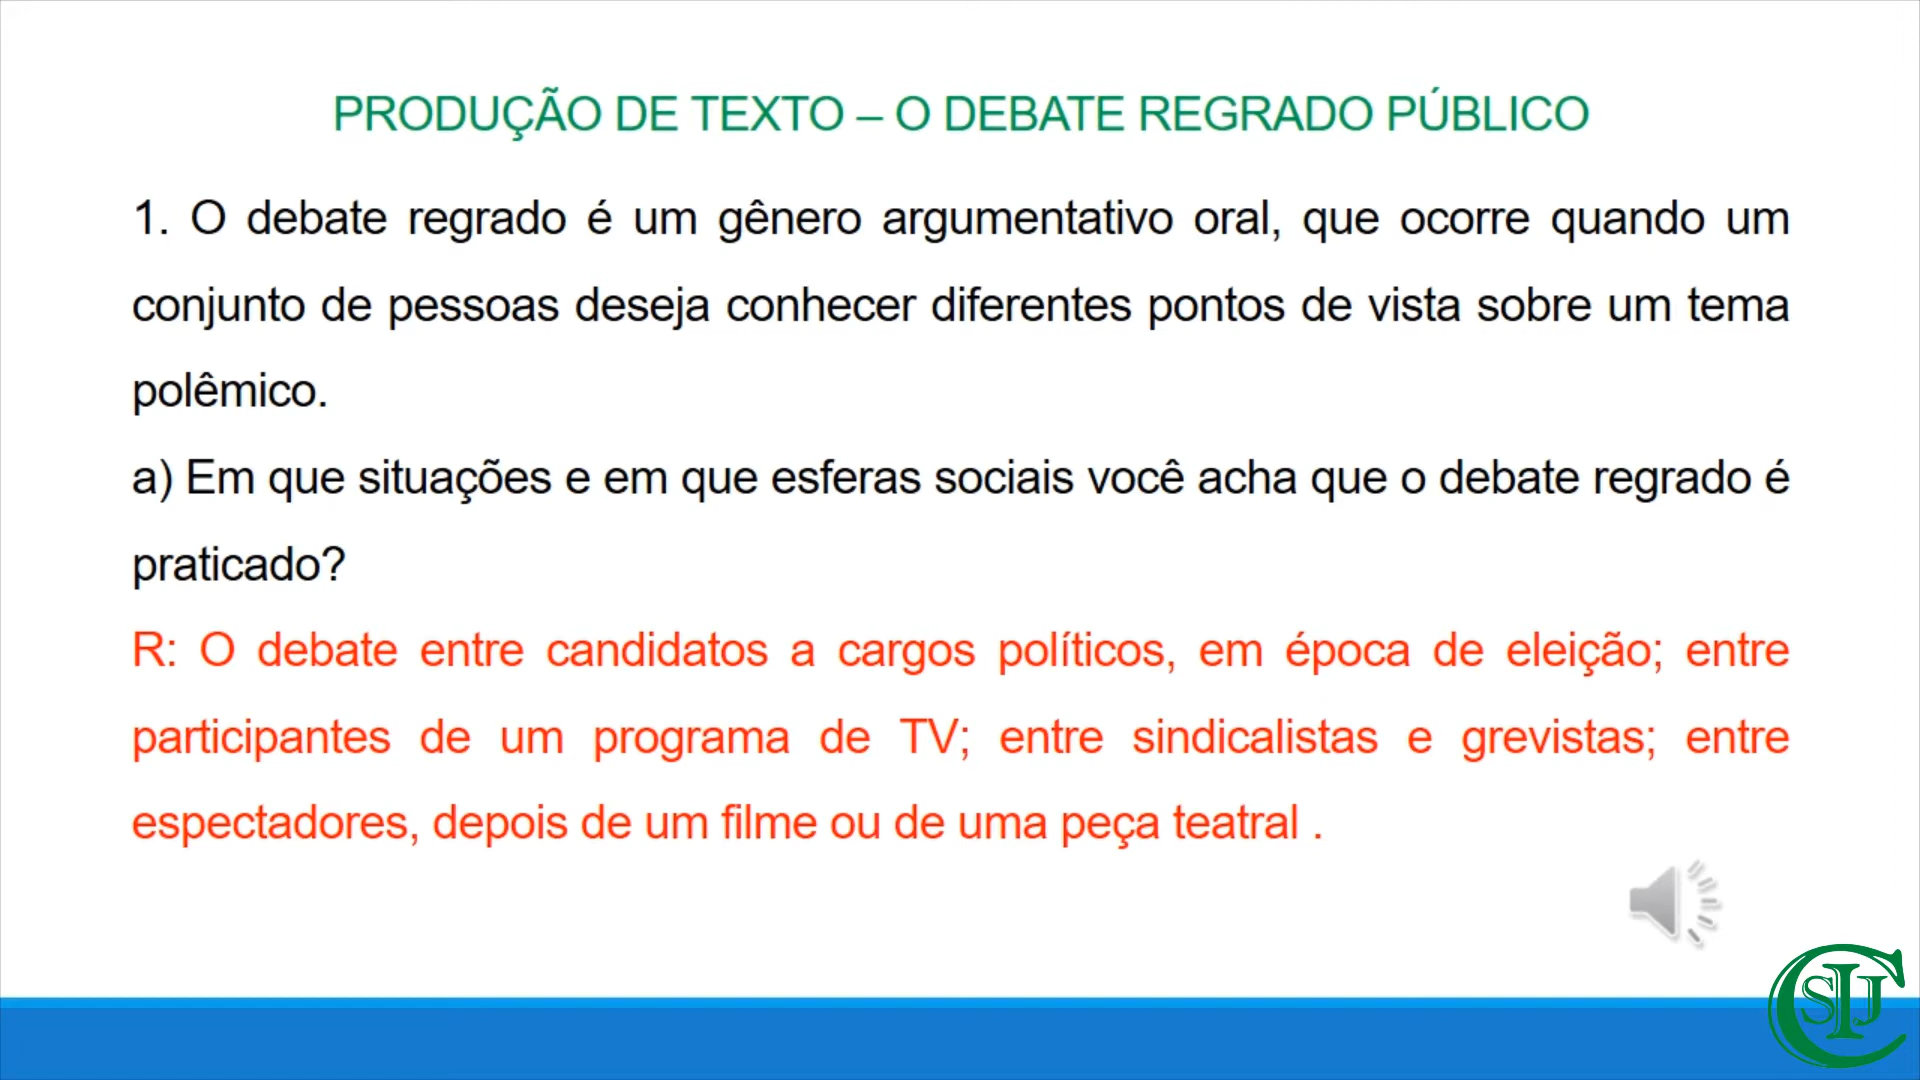 PRODUÇÃO DE TEXTO – O DEBATE REGRADO PÚBLICO
1. O debate regrado é um gênero argumentativo oral, que ocorre quando um
conjunto de pessoas deseja conhecer diferentes pontos de vista sobre um tema
polêmico.
a) Em que situações e em que esferas sociais você acha que o debate regrado é
praticado?
R: O debate entre candidatos a cargos políticos, em época de eleição; entre
participantes de um programa de TV; entre sindicalistas e grevistas; entre
espectadores, depois de um filme ou de uma peça teatral .
CSIJ